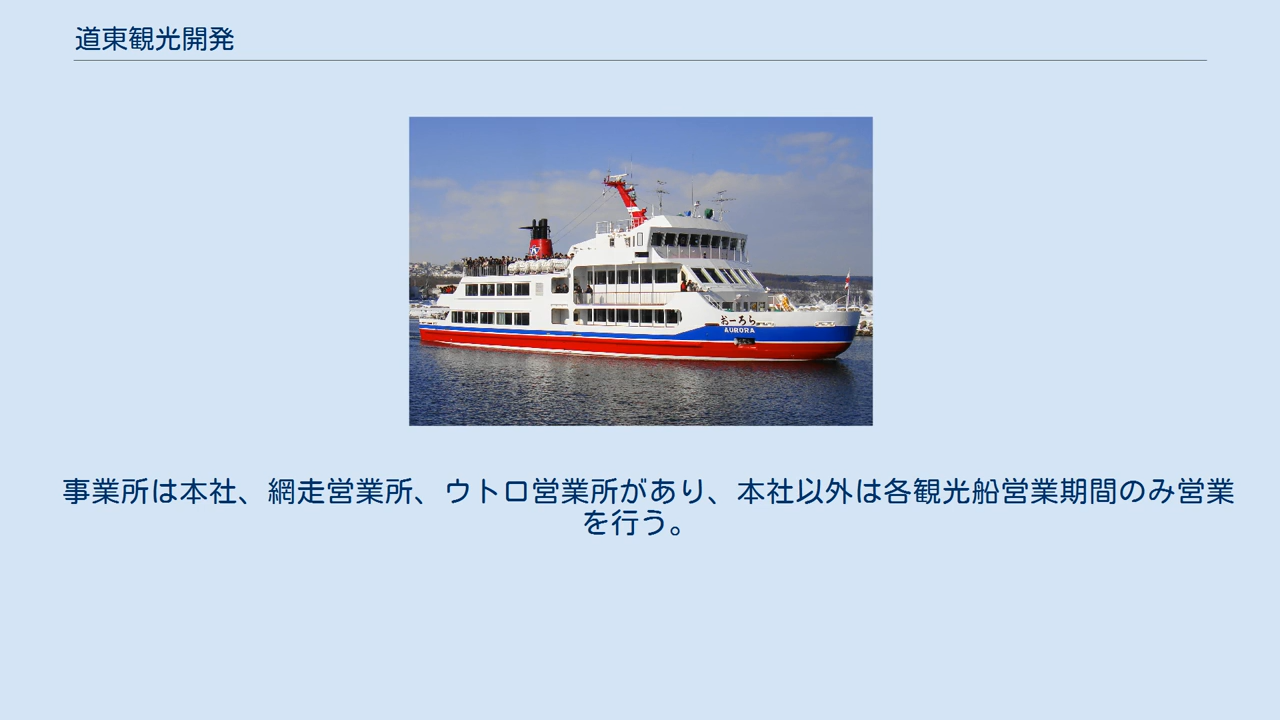 道東観光開発
おーろら
AURORA
事業所は本社、網走営業所、ウトロ営業所があり、本社以外は各観光船営業期間のみ営業
を行う。